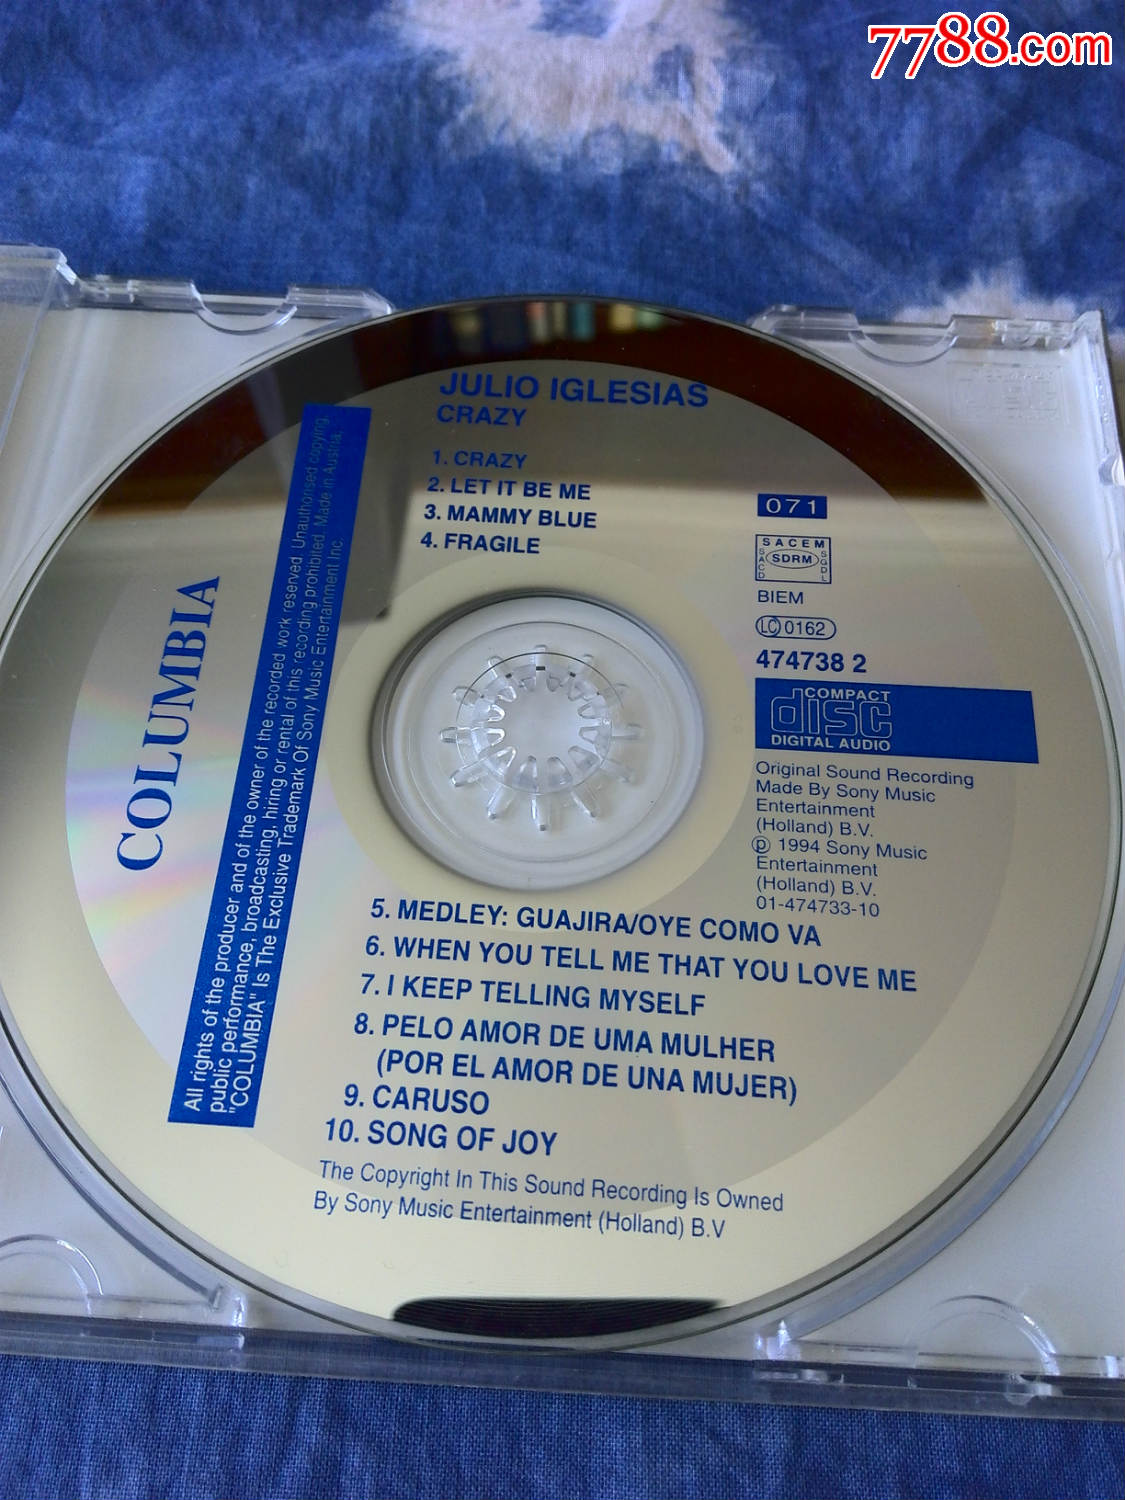 7788.com
JULIO IGLESIAS
CRAZY
1. CRAZY
2. LET IT BE ME
3. MAMMY BLUE
4. FRAGILE
071
SACEM
SACD
SDRM
SGDL
BIEM
LC 0162
474738 2
COMPACT
disc
DIGITAL AUDIO
Original Sound Recording
Made By Sony Music
Entertainment
(Holland) B.V.
℗ 1994 Sony Music
Entertainment
(Holland) B.V.
01-474733-10
COLUMBIA
All rights of the producer and of the owner of the recorded work reserved. Unauthorised copying,
public performance, broadcasting, hiring or rental of this recording prohibited. Made in Austria.
"COLUMBIA" Is The Exclusive Trademark Of Sony Music Entertainment Inc.
5. MEDLEY: GUAJIRA/OYE COMO VA
6. WHEN YOU TELL ME THAT YOU LOVE ME
7. I KEEP TELLING MYSELF
8. PELO AMOR DE UMA MULHER
(POR EL AMOR DE UNA MUJER)
9. CARUSO
10. SONG OF JOY
The Copyright In This Sound Recording Is Owned
By Sony Music Entertainment (Holland) B.V